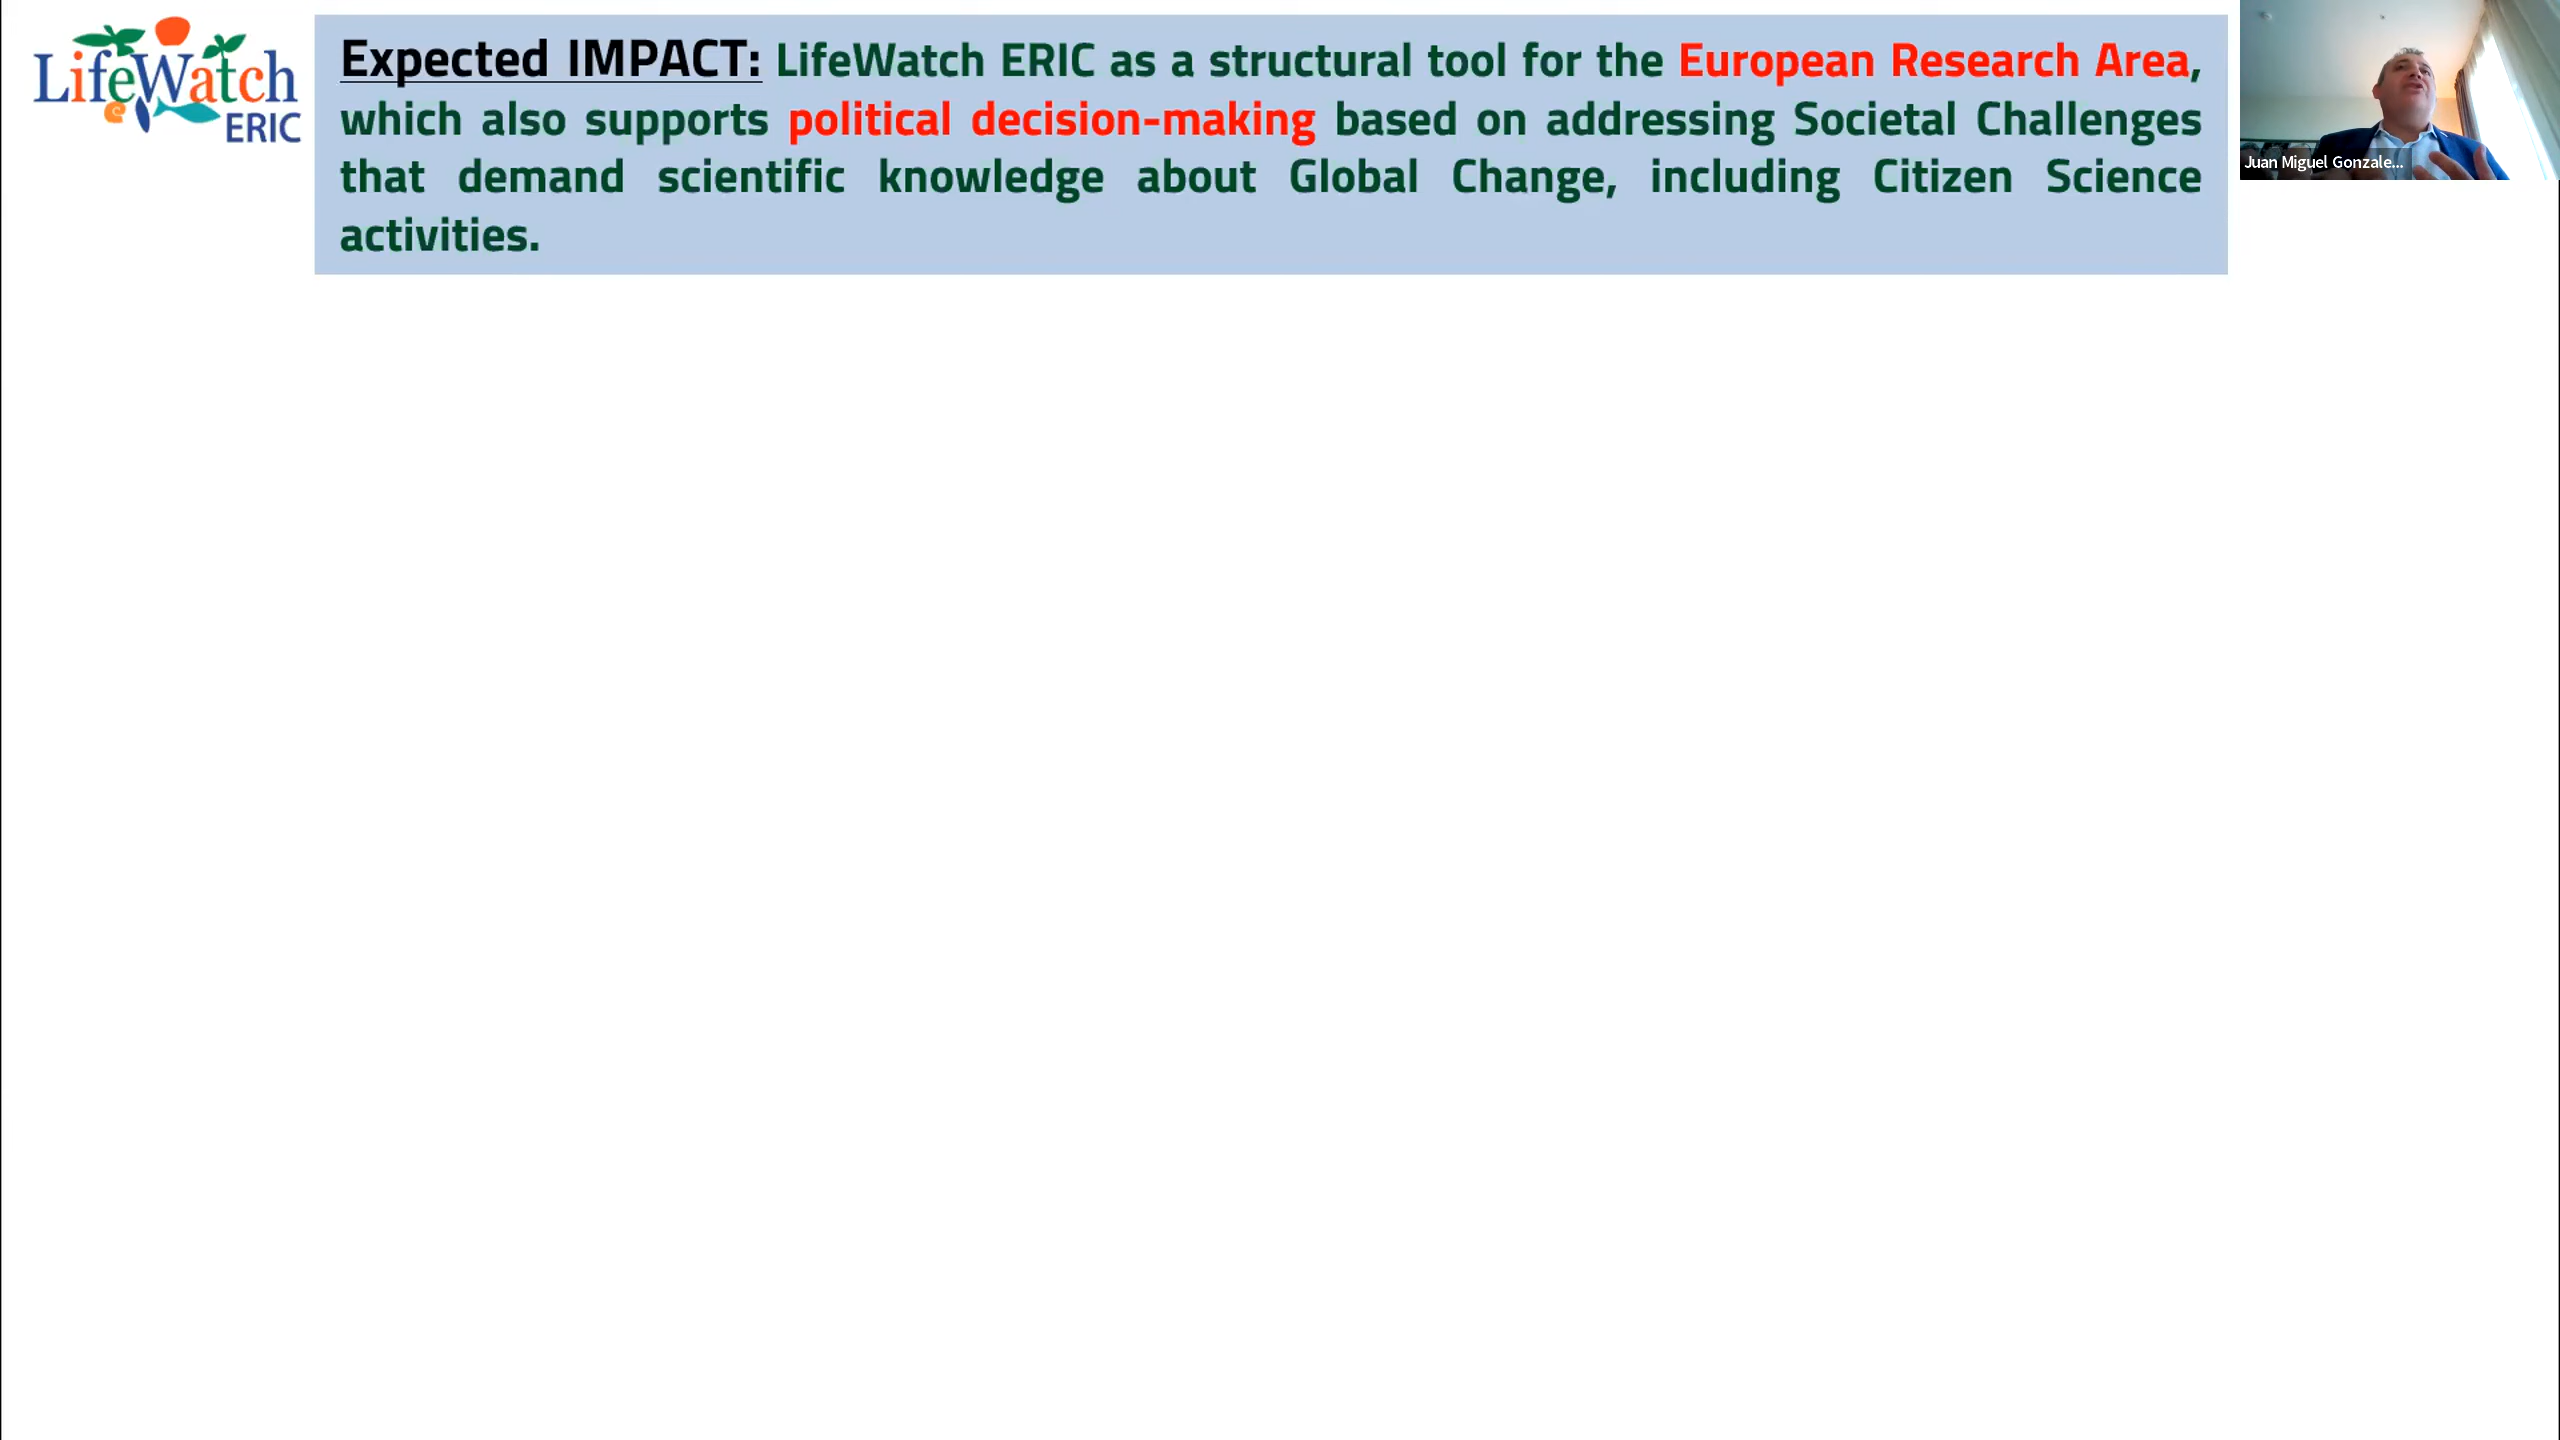 LifeWatch
ERIC
Expected IMPACT: LifeWatch ERIC as a structural tool for the European Research Area,
which also supports political decision-making based on addressing Societal Challenges
that demand scientific knowledge about Global Change, including Citizen Science
activities.
Juan Miguel Gonzale...